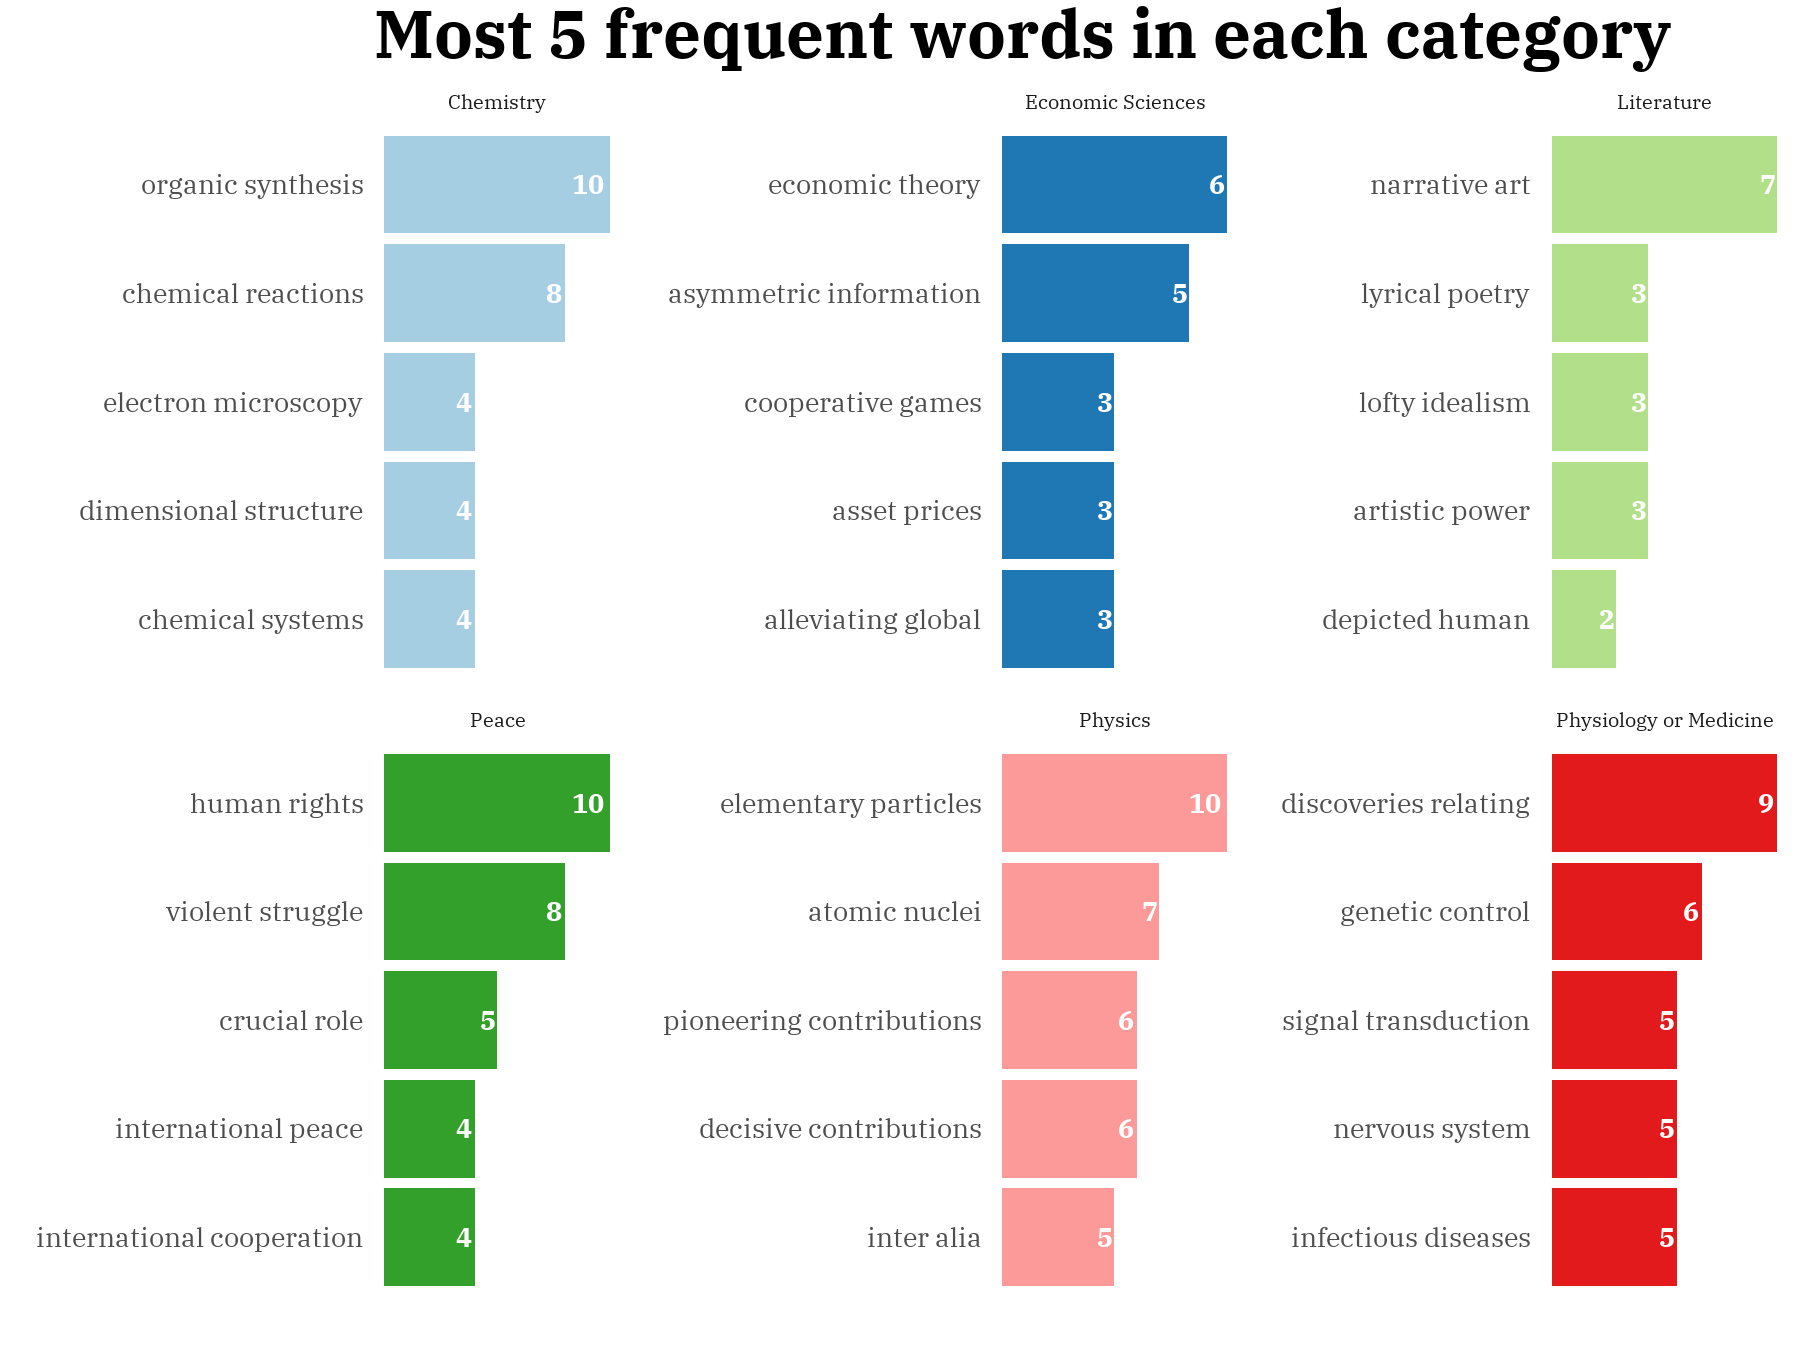 Most 5 frequent words in each category
Chemistry
organic synthesis 10
chemical reactions 8
electron microscopy 4
dimensional structure 4
chemical systems 4
Economic Sciences
economic theory 6
asymmetric information 5
cooperative games 3
asset prices 3
alleviating global 3
Literature
narrative art 7
lyrical poetry 3
lofty idealism 3
artistic power 3
depicted human 2
Peace
human rights 10
violent struggle 8
crucial role 5
international peace 4
international cooperation 4
Physics
elementary particles 10
atomic nuclei 7
pioneering contributions 6
decisive contributions 6
inter alia 5
Physiology or Medicine
discoveries relating 9
genetic control 6
signal transduction 5
nervous system 5
infectious diseases 5